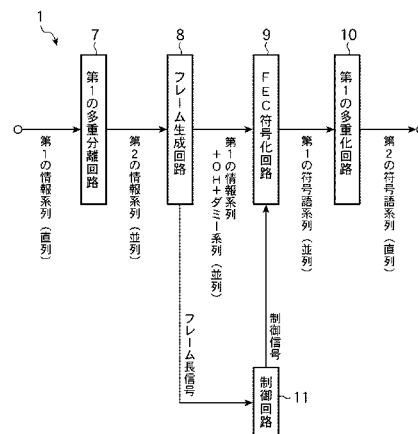 1
7
8
9
10
第1の多重分離回路
フレーム生成回路
FEC符号化回路
第1の多重化回路
第1の情報系列(直列)
第2の情報系列(並列)
第1の情報系列
+OH+ダミー系列(並列)
第1の符号語系列(並列)
第2の符号語系列(直列)
フレーム長信号
制御信号
制御回路
11